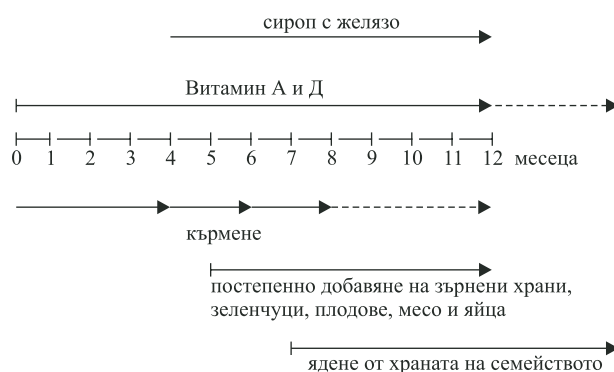 сироп с желязо
Витамин А и Д
0 1 2 3 4 5 6 7 8 9 10 11 12 месеца
кърмене
постепенно добавяне на зърнени храни,
зеленчуци, плодове, месо и яйца
ядене от храната на семейството